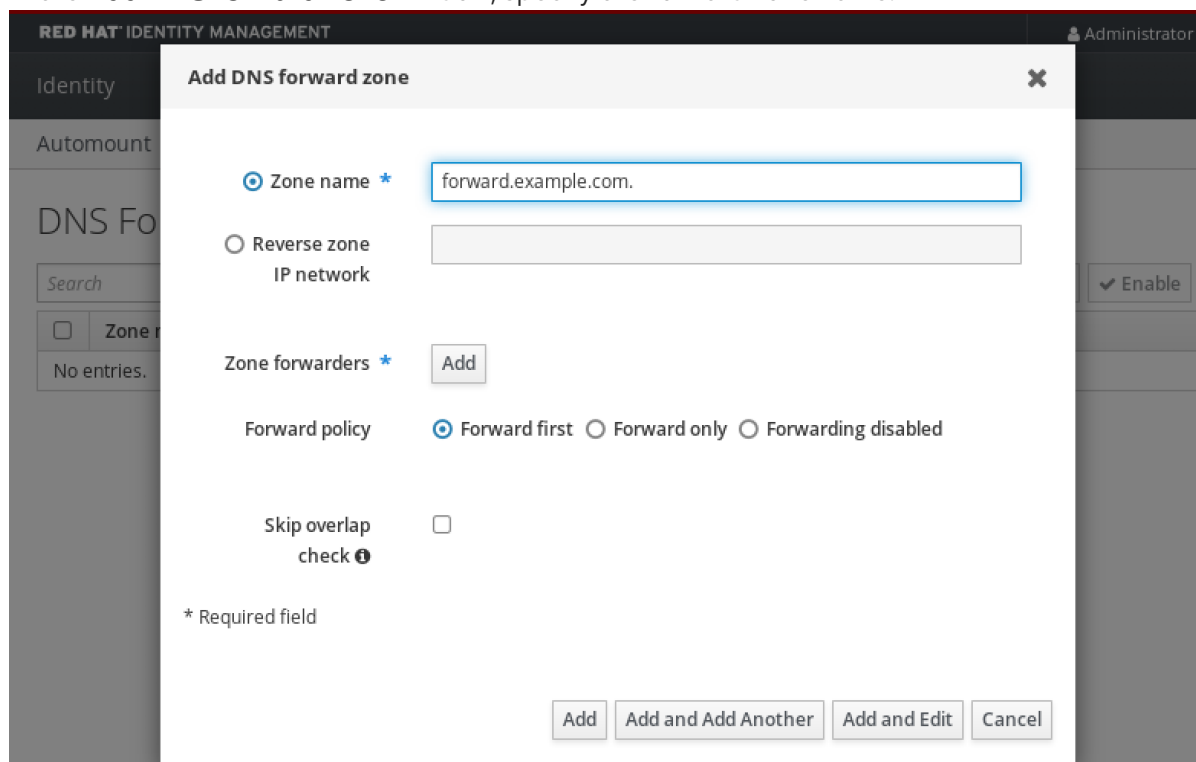 RED HAT IDENTITY MANAGEMENT Administrator
Add DNS forward zone
Identity
Automount
Zone name * forward.example.com.
DNS Fo
Reverse zone
IP network
Search Enable
Zone
No entries.
Zone forwarders * Add
Forward policy Forward first Forward only Forwarding disabled
Skip overlap
check
* Required field
Add Add and Add Another Add and Edit Cancel